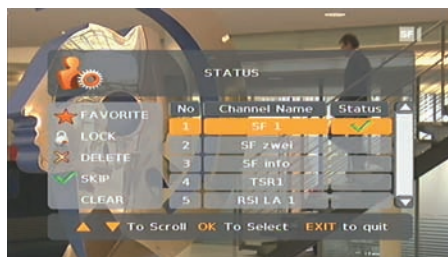 SF
STATUS
FAVORITE
LOCK
DELETE
SKIP
CLEAR
No Channel Name Status
1 SF 1
2 SF zwei
3 SF info
4 TSR1
5 RSI LA 1
To Scroll OK To Select EXIT to quit